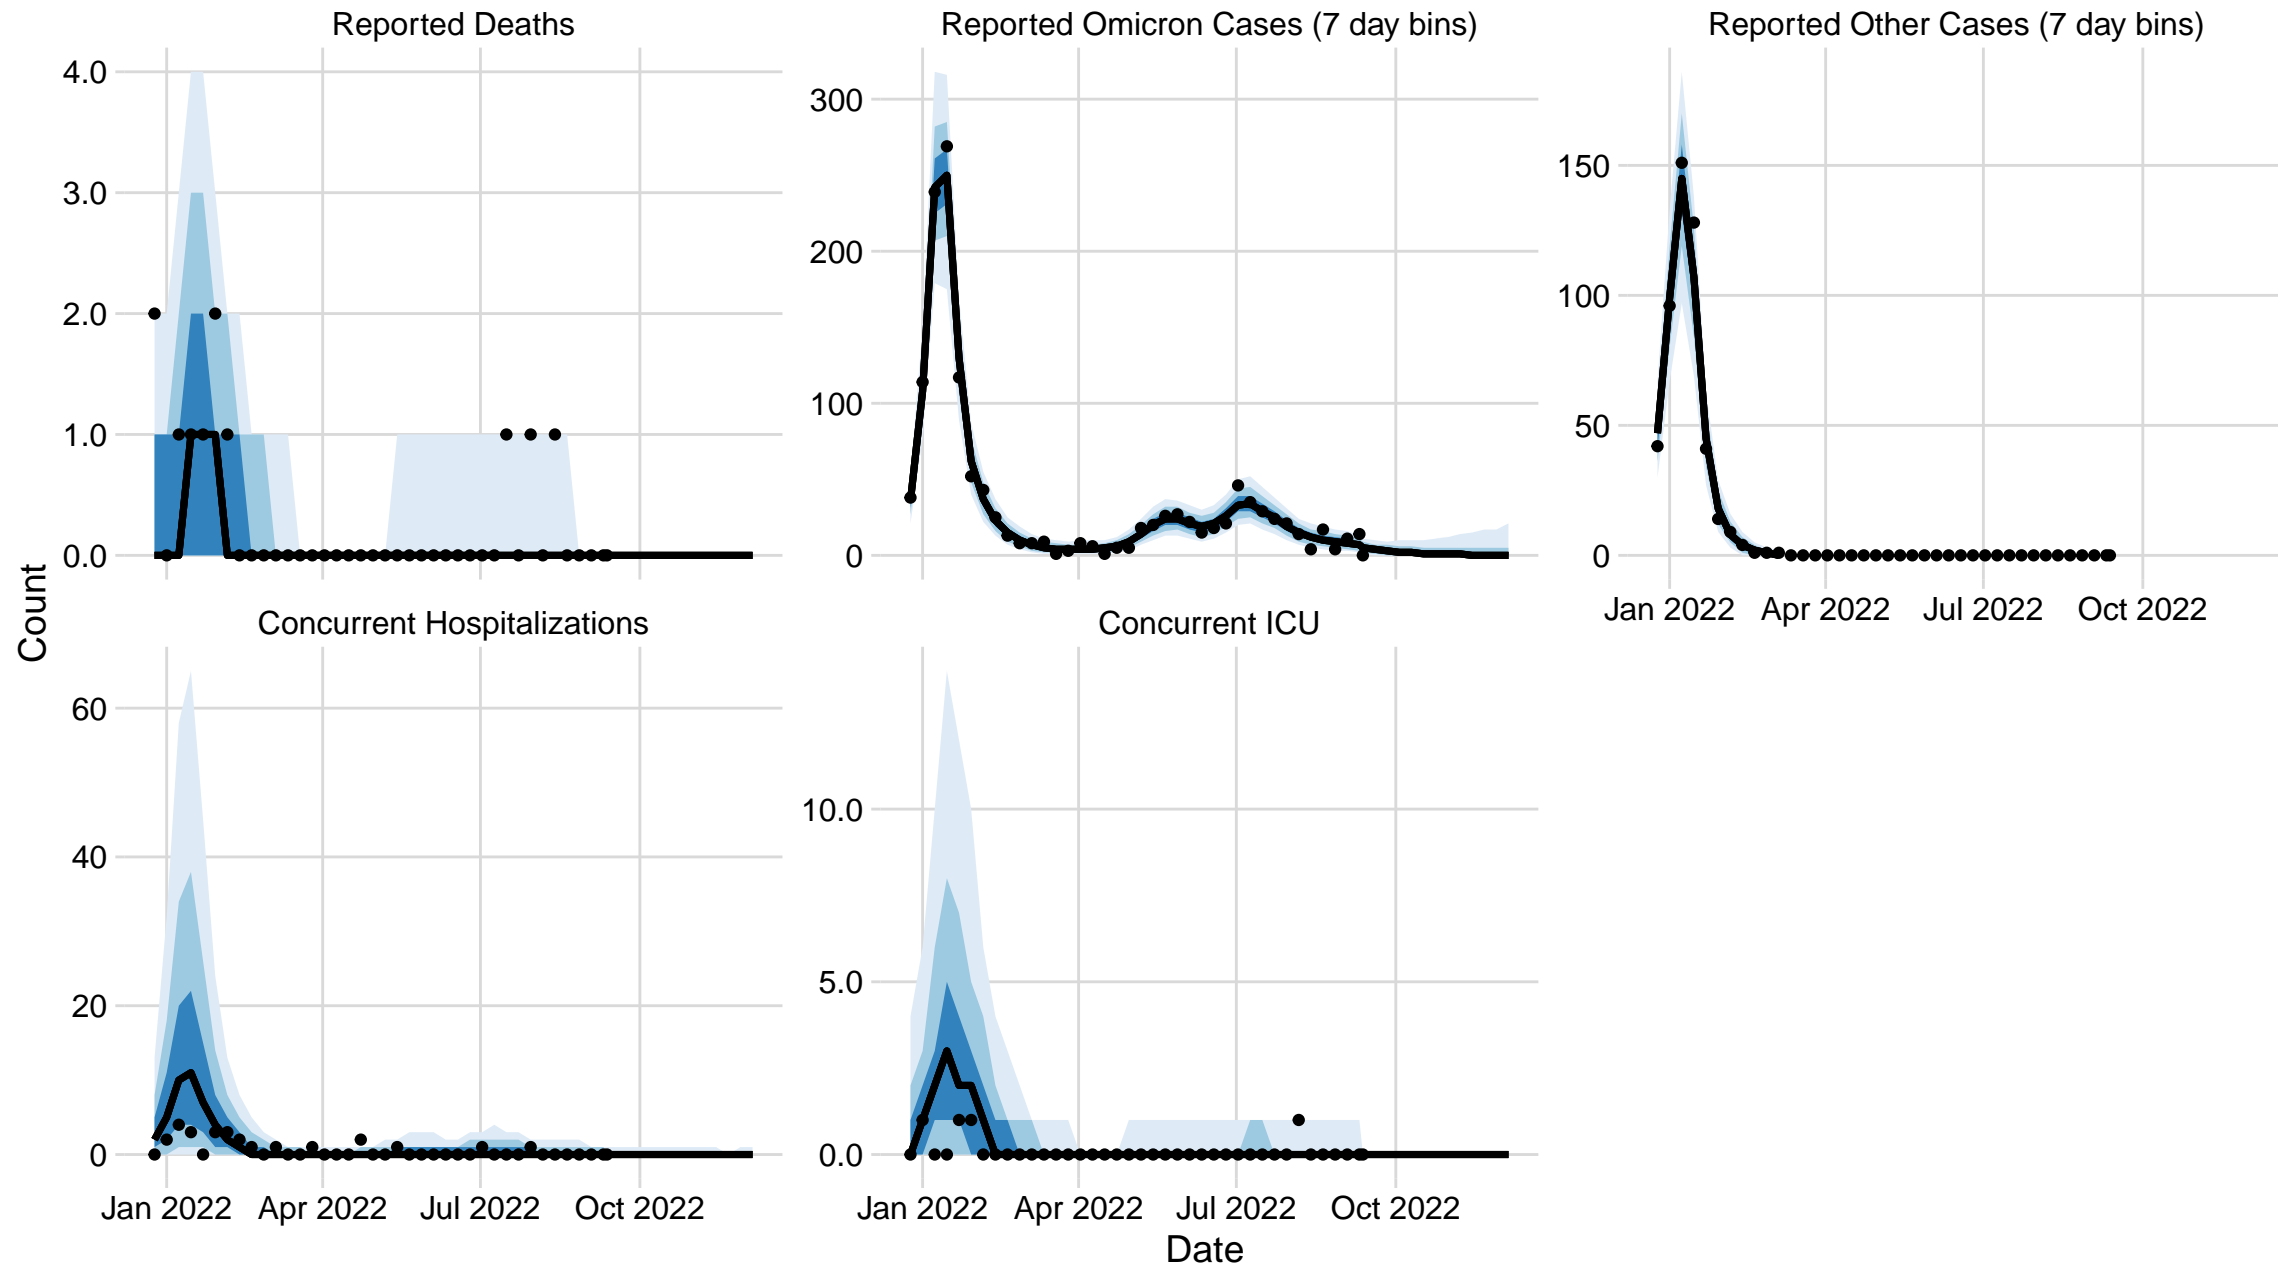 Reported Deaths
Reported Omicron Cases (7 day bins)
Reported Other Cases (7 day bins)
4.0
3.0
2.0
1.0
0.0
300
200
100
0
150
100
50
0
Jan 2022 Apr 2022 Jul 2022 Oct 2022
Count
Concurrent Hospitalizations
Concurrent ICU
60
40
20
0
10.0
5.0
0.0
Jan 2022 Apr 2022 Jul 2022 Oct 2022
Jan 2022 Apr 2022 Jul 2022 Oct 2022
Date